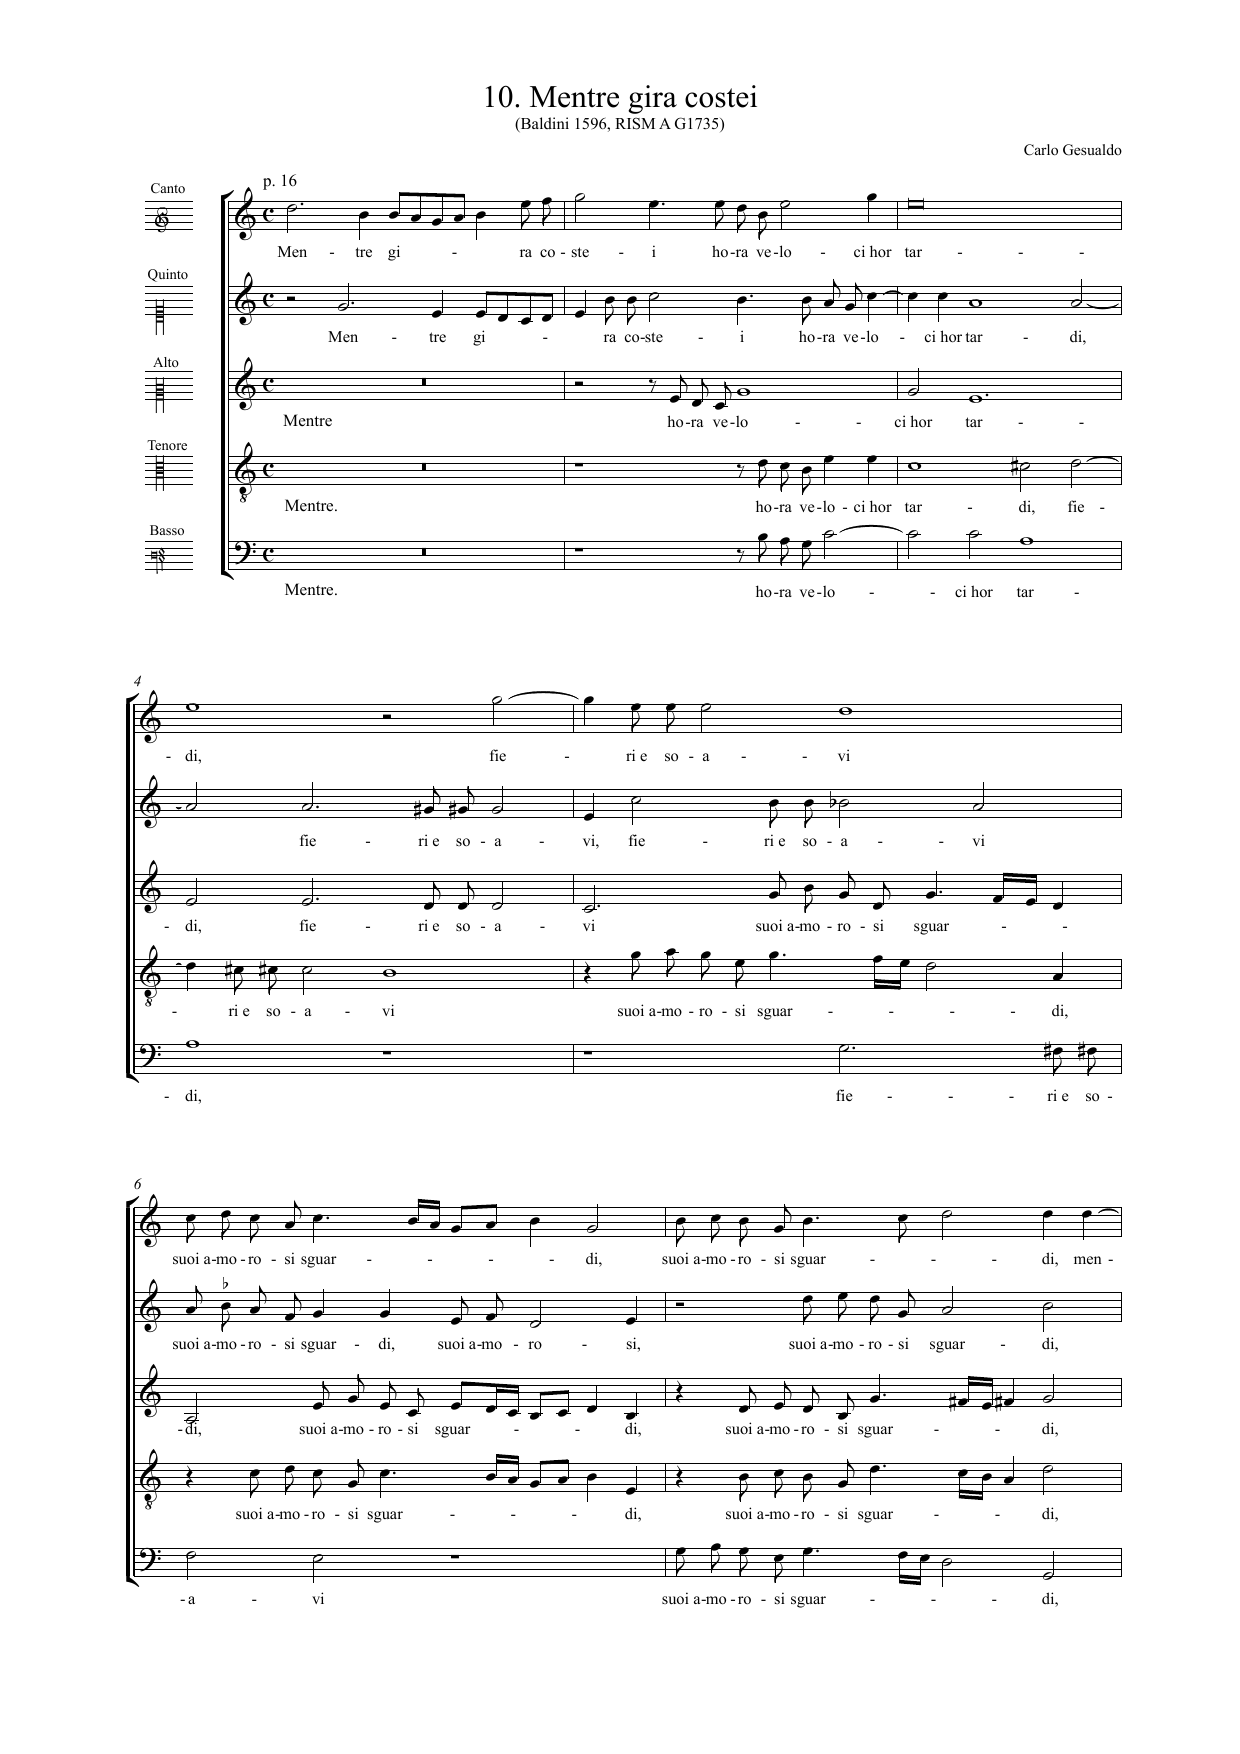 10. Mentre gira costei
(Baldini 1596, RISM A G1735)
Carlo Gesualdo
p. 16
Canto
Men - tre gi - ra co - ste - i ho-ra ve-lo - ci hor tar - - -
Quinto
Men - tre gi - ra co-ste - i ho-ra ve-lo - ci hor tar - di,
Alto
Mentre ho-ra ve-lo - - ci hor tar - -
Tenore
Mentre. ho-ra ve-lo - ci hor tar - di, fie -
Basso
Mentre. ho-ra ve-lo - - ci hor tar -
4
- di, fie - ri e so - a - - vi
fie - ri e so - a - vi, fie - ri e so - a - - vi
- di, fie - ri e so - a - vi suoi a-mo - ro - si sguar - -
- ri e so - a - vi suoi a-mo - ro - si sguar - - - di,
- di, fie - - - ri e so -
6
suoi a-mo - ro - si sguar - - - - di, suoi a-mo - ro - si sguar - - - di, men -
suoi a-mo - ro - si sguar - di, suoi a-mo - ro - si, suoi a-mo - ro - si sguar - di,
- di, suoi a-mo - ro - si sguar - - - di, suoi a-mo - ro - si sguar - - di,
suoi a-mo - ro - si sguar - - - di, suoi a-mo - ro - si sguar - - di,
- a - vi suoi a-mo - ro - si sguar - - - di,